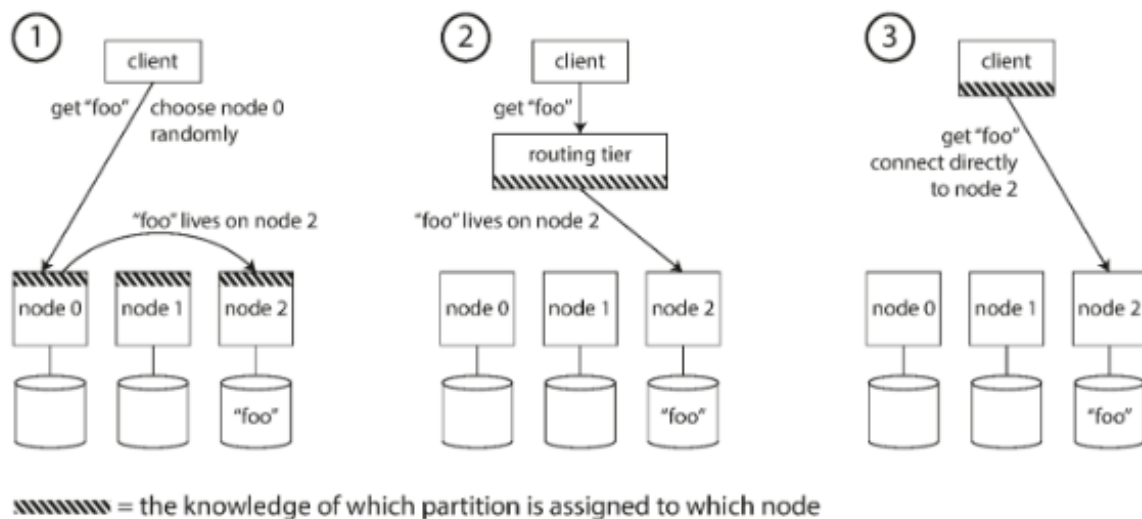 1
client
get “foo”
choose node 0
randomly
“foo” lives on node 2
node 0
node 1
node 2
“foo”
2
client
get “foo”
routing tier
“foo” lives on node 2
node 0
node 1
node 2
“foo”
3
client
get “foo”
connect directly
to node 2
node 0
node 1
node 2
“foo”
= the knowledge of which partition is assigned to which node